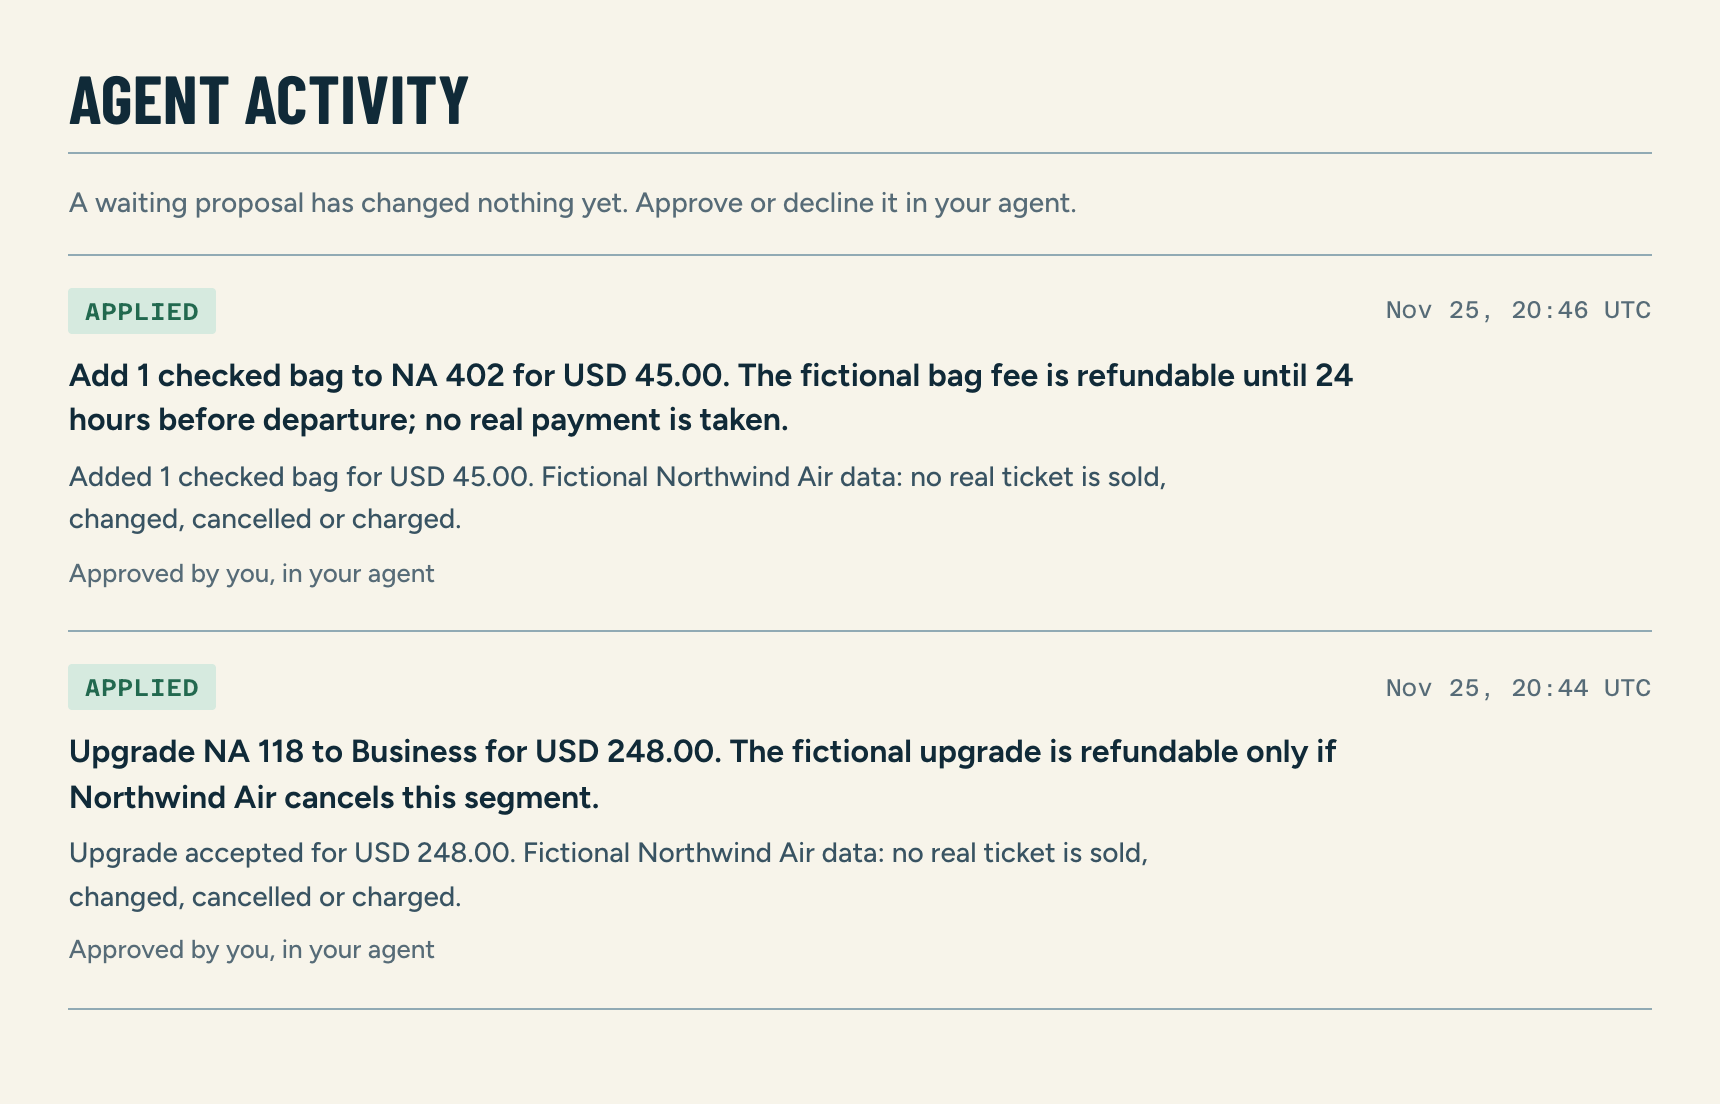 AGENT ACTIVITY
A waiting proposal has changed nothing yet. Approve or decline it in your agent.
APPLIED
Nov 25, 20:46 UTC
Add 1 checked bag to NA 402 for USD 45.00. The fictional bag fee is refundable until 24
hours before departure; no real payment is taken.
Added 1 checked bag for USD 45.00. Fictional Northwind Air data: no real ticket is sold,
changed, cancelled or charged.
Approved by you, in your agent
APPLIED
Nov 25, 20:44 UTC
Upgrade NA 118 to Business for USD 248.00. The fictional upgrade is refundable only if
Northwind Air cancels this segment.
Upgrade accepted for USD 248.00. Fictional Northwind Air data: no real ticket is sold,
changed, cancelled or charged.
Approved by you, in your agent